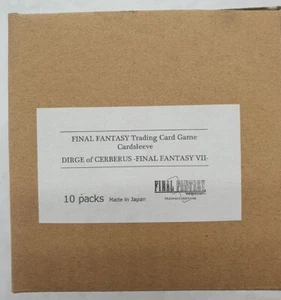 FINAL FANTASY Trading Card Game
Cardsleeve
DIRGE of CERBERUS -FINAL FANTASY VII-
10 packs Made in Japan
FINAL FANTASY